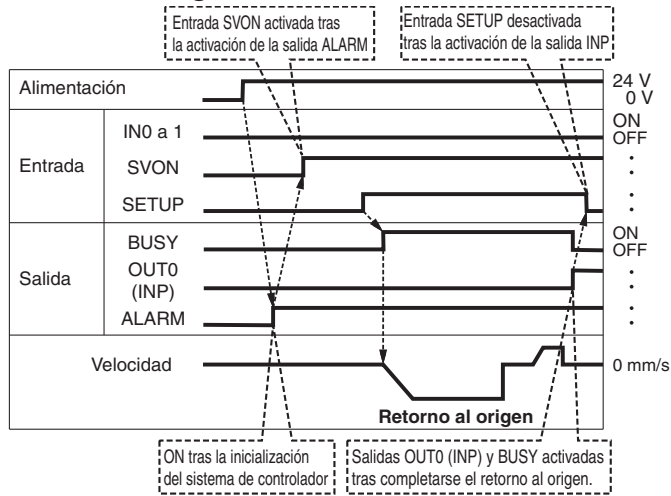 Entrada SVON activada tras
la activación de la salida ALARM
Entrada SETUP desactivada
tras la activación de la salida INP
Alimentación
24 V
0 V
Entrada
IN0 a 1
ON
OFF
SVON
SETUP
Salida
BUSY
ON
OFF
OUT0
(INP)
ALARM
Velocidad
0 mm/s
Retorno al origen
ON tras la inicialización
del sistema de controlador
Salidas OUT0 (INP) y BUSY activadas
tras completarse el retorno al origen.